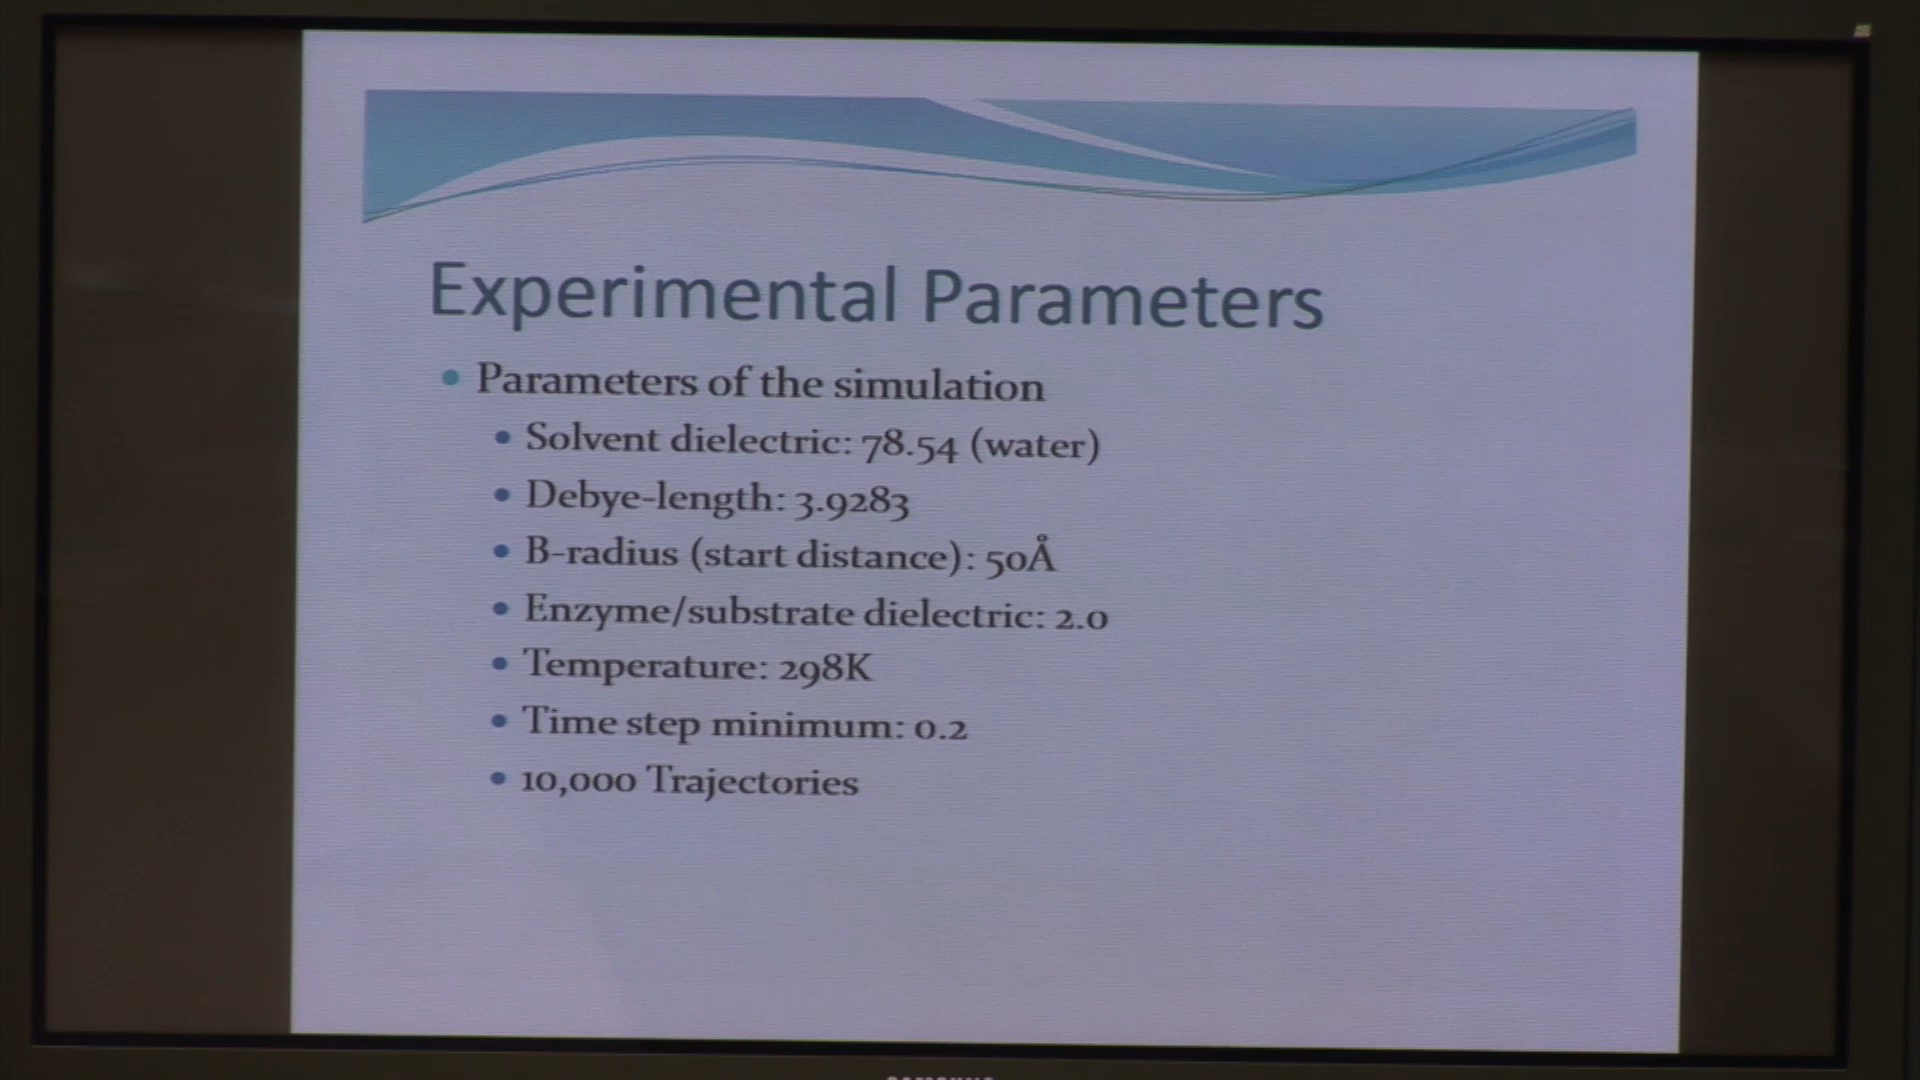 Experimental Parameters
Parameters of the simulation
Solvent dielectric: 78.54 (water)
Debye-length: 3.9283
B-radius (start distance): 50Å
Enzyme/substrate dielectric: 2.0
Temperature: 298K
Time step minimum: 0.2
10,000 Trajectories